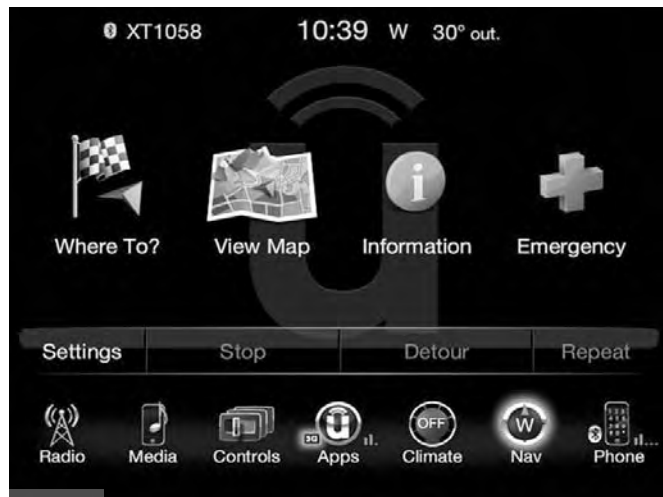 XT1058 10:39 W 30° out.
Where To? View Map Information Emergency
Settings Stop Detour Repeat
OFF W
3G
Radio Media Controls Apps Climate Nav Phone